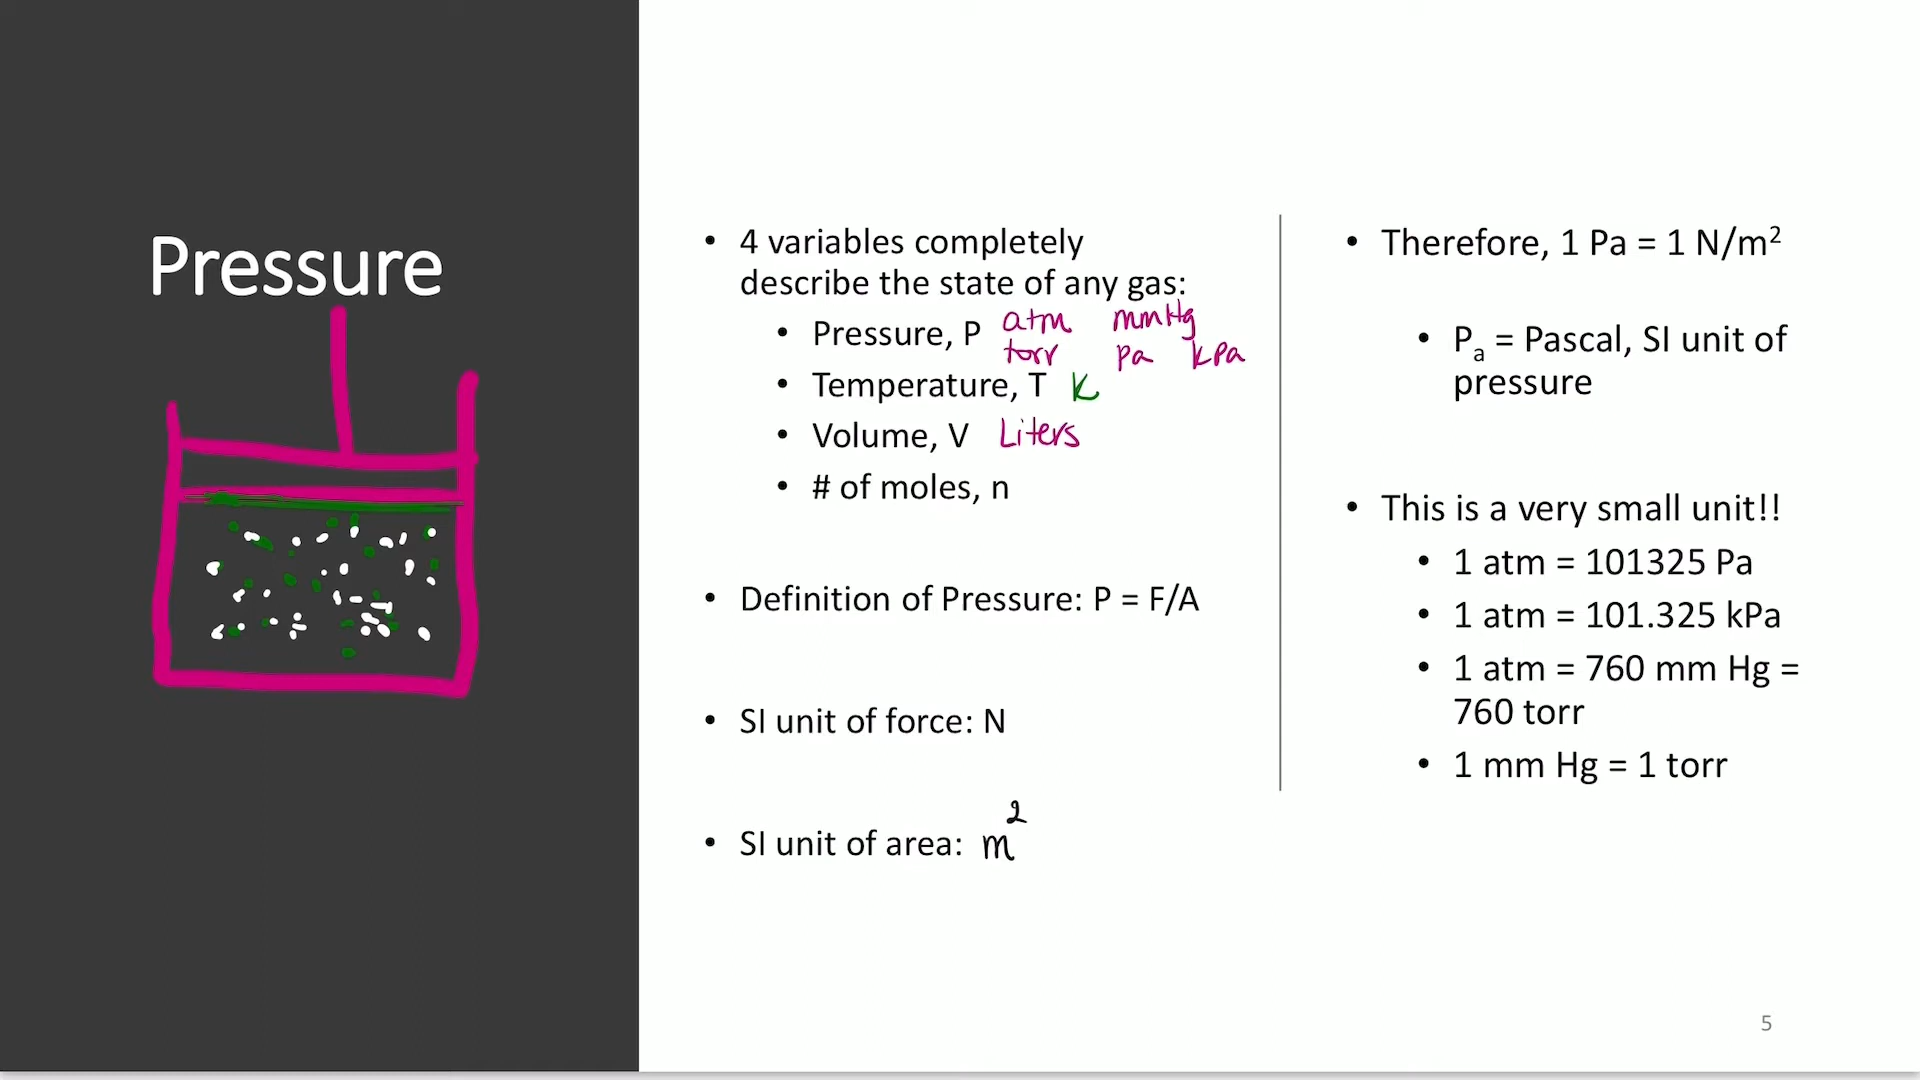 Pressure
• 4 variables completely
describe the state of any gas:
• Pressure, P atm mmHg
torr pa kPa
• Temperature, T K
• Volume, V Liters
• # of moles, n
• Definition of Pressure: P = F/A
• SI unit of force: N
• SI unit of area: m²
• Therefore, 1 Pa = 1 N/m²
• Pₐ = Pascal, SI unit of
pressure
• This is a very small unit!!
• 1 atm = 101325 Pa
• 1 atm = 101.325 kPa
• 1 atm = 760 mm Hg =
760 torr
• 1 mm Hg = 1 torr
5